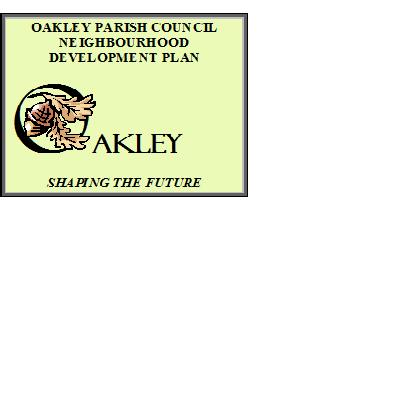 OAKLEY PARISH COUNCIL
NEIGHBOURHOOD
DEVELOPMENT PLAN
OAKLEY
SHAPING THE FUTURE